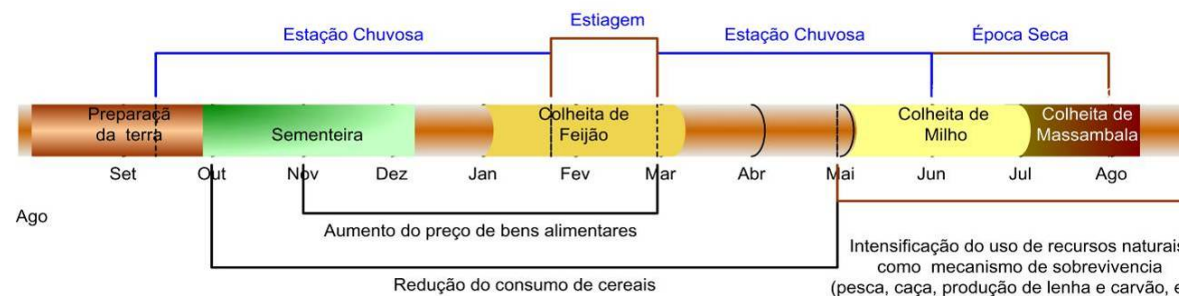 Estiagem
Estação Chuvosa
Estação Chuvosa
Época Seca
Preparaçã
da terra
Sementeira
Colheita de
Feijão
Colheita de
Milho
Colheita de
Massambala
Set
Out
Nov
Dez
Jan
Fev
Mar
Abr
Mai
Jun
Jul
Ago
Ago
Aumento do preço de bens alimentares
Redução do consumo de cereais
Intensificação do uso de recursos naturais
como mecanismo de sobrevivencia
(pesca, caça, produção de lenha e carvão, e